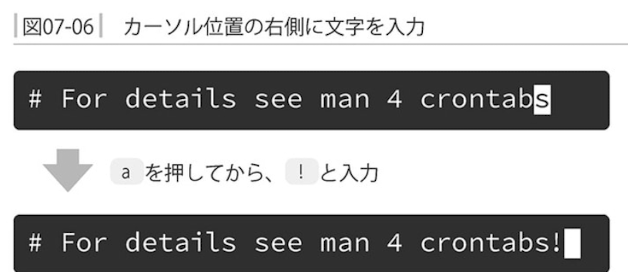 図07-06 カーソル位置の右側に文字を入力
# For details see man 4 crontabs
a を押してから、 ! と入力
# For details see man 4 crontabs!